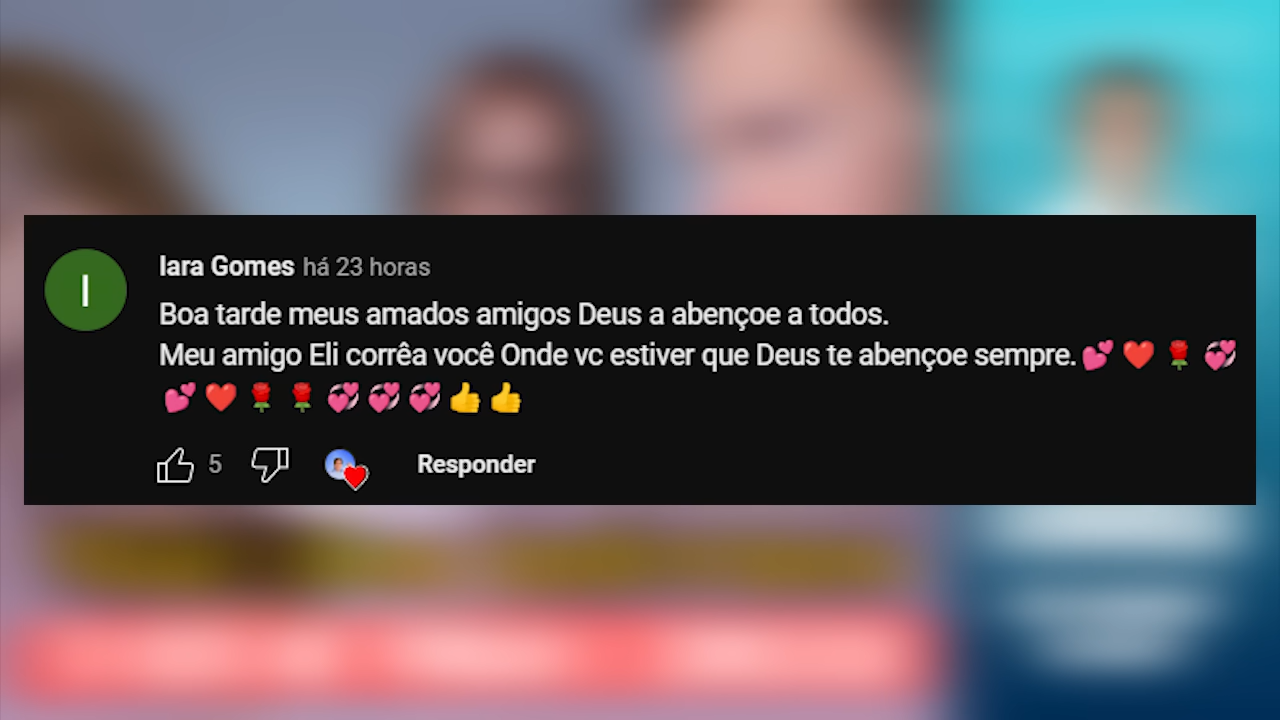 I
Iara Gomes há 23 horas
Boa tarde meus amados amigos Deus a abençoe a todos.
Meu amigo Eli corrêa você Onde vc estiver que Deus te abençoe sempre. 💕 ❤️ 🌹 💞
💕 ❤️ 🌹 🌹 💞 💞 💞 👍 👍
5 Responder